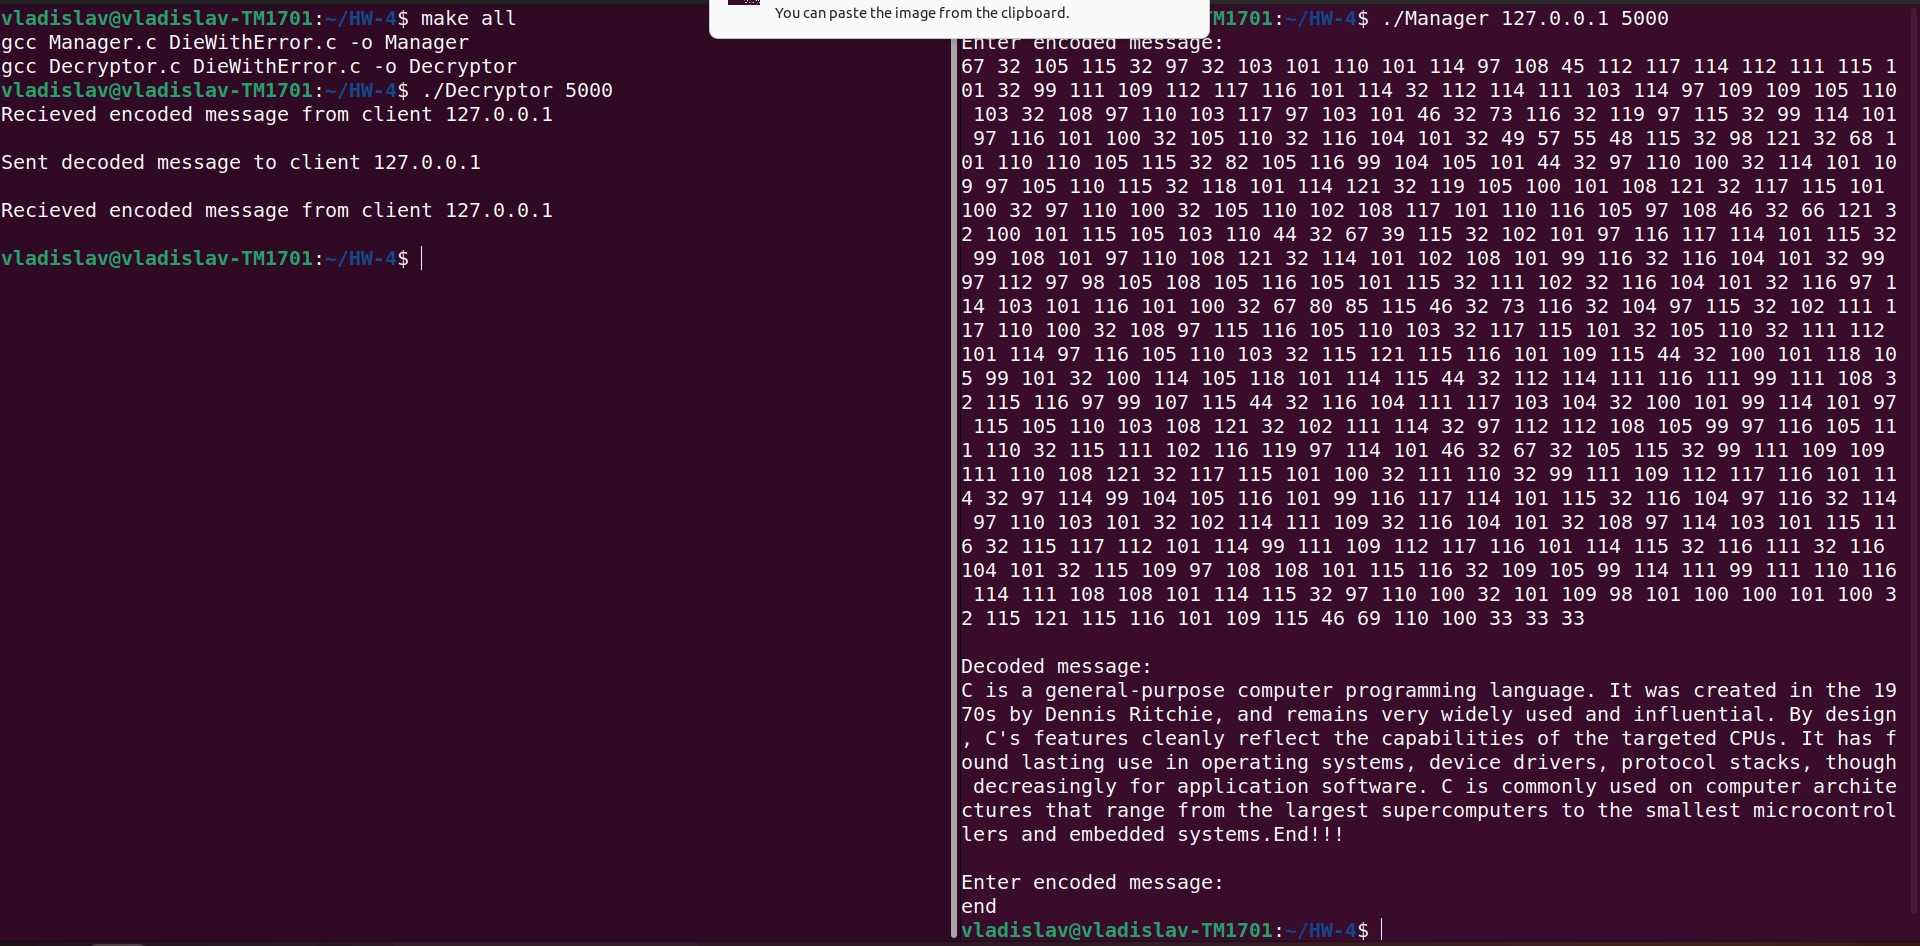 You can paste the image from the clipboard.
vladislav@vladislav-TM1701:~/HW-4$ make all
gcc Manager.c DieWithError.c -o Manager
gcc Decryptor.c DieWithError.c -o Decryptor
vladislav@vladislav-TM1701:~/HW-4$ ./Decryptor 5000
Recieved encoded message from client 127.0.0.1
Sent decoded message to client 127.0.0.1
Recieved encoded message from client 127.0.0.1
vladislav@vladislav-TM1701:~/HW-4$
TM1701:~/HW-4$ ./Manager 127.0.0.1 5000
Enter encoded message:
67 32 105 115 32 97 32 103 101 110 101 114 97 108 45 112 117 114 112 111 115 1
01 32 99 111 109 112 117 116 101 114 32 112 114 111 103 114 97 109 109 105 110
103 32 108 97 110 103 117 97 103 101 46 32 73 116 32 119 97 115 32 99 114 101
97 116 101 100 32 105 110 32 116 104 101 32 49 57 55 48 115 32 98 121 32 68 1
01 110 110 105 115 32 82 105 116 99 104 105 101 44 32 97 110 100 32 114 101 10
9 97 105 110 115 32 118 101 114 121 32 119 105 100 101 108 121 32 117 115 101
100 32 97 110 100 32 105 110 102 108 117 101 110 116 105 97 108 46 32 66 121 3
2 100 101 115 105 103 110 44 32 67 39 115 32 102 101 97 116 117 114 101 115 32
99 108 101 97 110 108 121 32 114 101 102 108 101 99 116 32 116 104 101 32 99
97 112 97 98 105 108 105 116 105 101 115 32 111 102 32 116 104 101 32 116 97 1
14 103 101 116 101 100 32 67 80 85 115 46 32 73 116 32 104 97 115 32 102 111 1
17 110 100 32 108 97 115 116 105 110 103 32 117 115 101 32 105 110 32 111 112
101 114 97 116 105 110 103 32 115 121 115 116 101 109 115 44 32 100 101 118 10
5 99 101 32 100 114 105 118 101 114 115 44 32 112 114 111 116 111 99 111 108 3
2 115 116 97 99 107 115 44 32 116 104 111 117 103 104 32 100 101 99 114 101 97
115 105 110 103 108 121 32 102 111 114 32 97 112 112 108 105 99 97 116 105 11
1 110 32 115 111 102 116 119 97 114 101 46 32 67 32 105 115 32 99 111 109 109
111 110 108 121 32 117 115 101 100 32 111 110 32 99 111 109 112 117 116 101 11
4 32 97 114 99 104 105 116 101 99 116 117 114 101 115 32 116 104 97 116 32 114
97 110 103 101 32 102 114 111 109 32 116 104 101 32 108 97 114 103 101 115 11
6 32 115 117 112 101 114 99 111 109 112 117 116 101 114 115 32 116 111 32 116
104 101 32 115 109 97 108 108 101 115 116 32 109 105 99 114 111 99 111 110 116
114 111 108 108 101 114 115 32 97 110 100 32 101 109 98 101 100 100 101 100 3
2 115 121 115 116 101 109 115 46 69 110 100 33 33 33
Decoded message:
C is a general-purpose computer programming language. It was created in the 19
70s by Dennis Ritchie, and remains very widely used and influential. By design
, C's features cleanly reflect the capabilities of the targeted CPUs. It has f
ound lasting use in operating systems, device drivers, protocol stacks, though
decreasingly for application software. C is commonly used on computer archite
ctures that range from the largest supercomputers to the smallest microcontrol
lers and embedded systems.End!!!
Enter encoded message:
end
vladislav@vladislav-TM1701:~/HW-4$